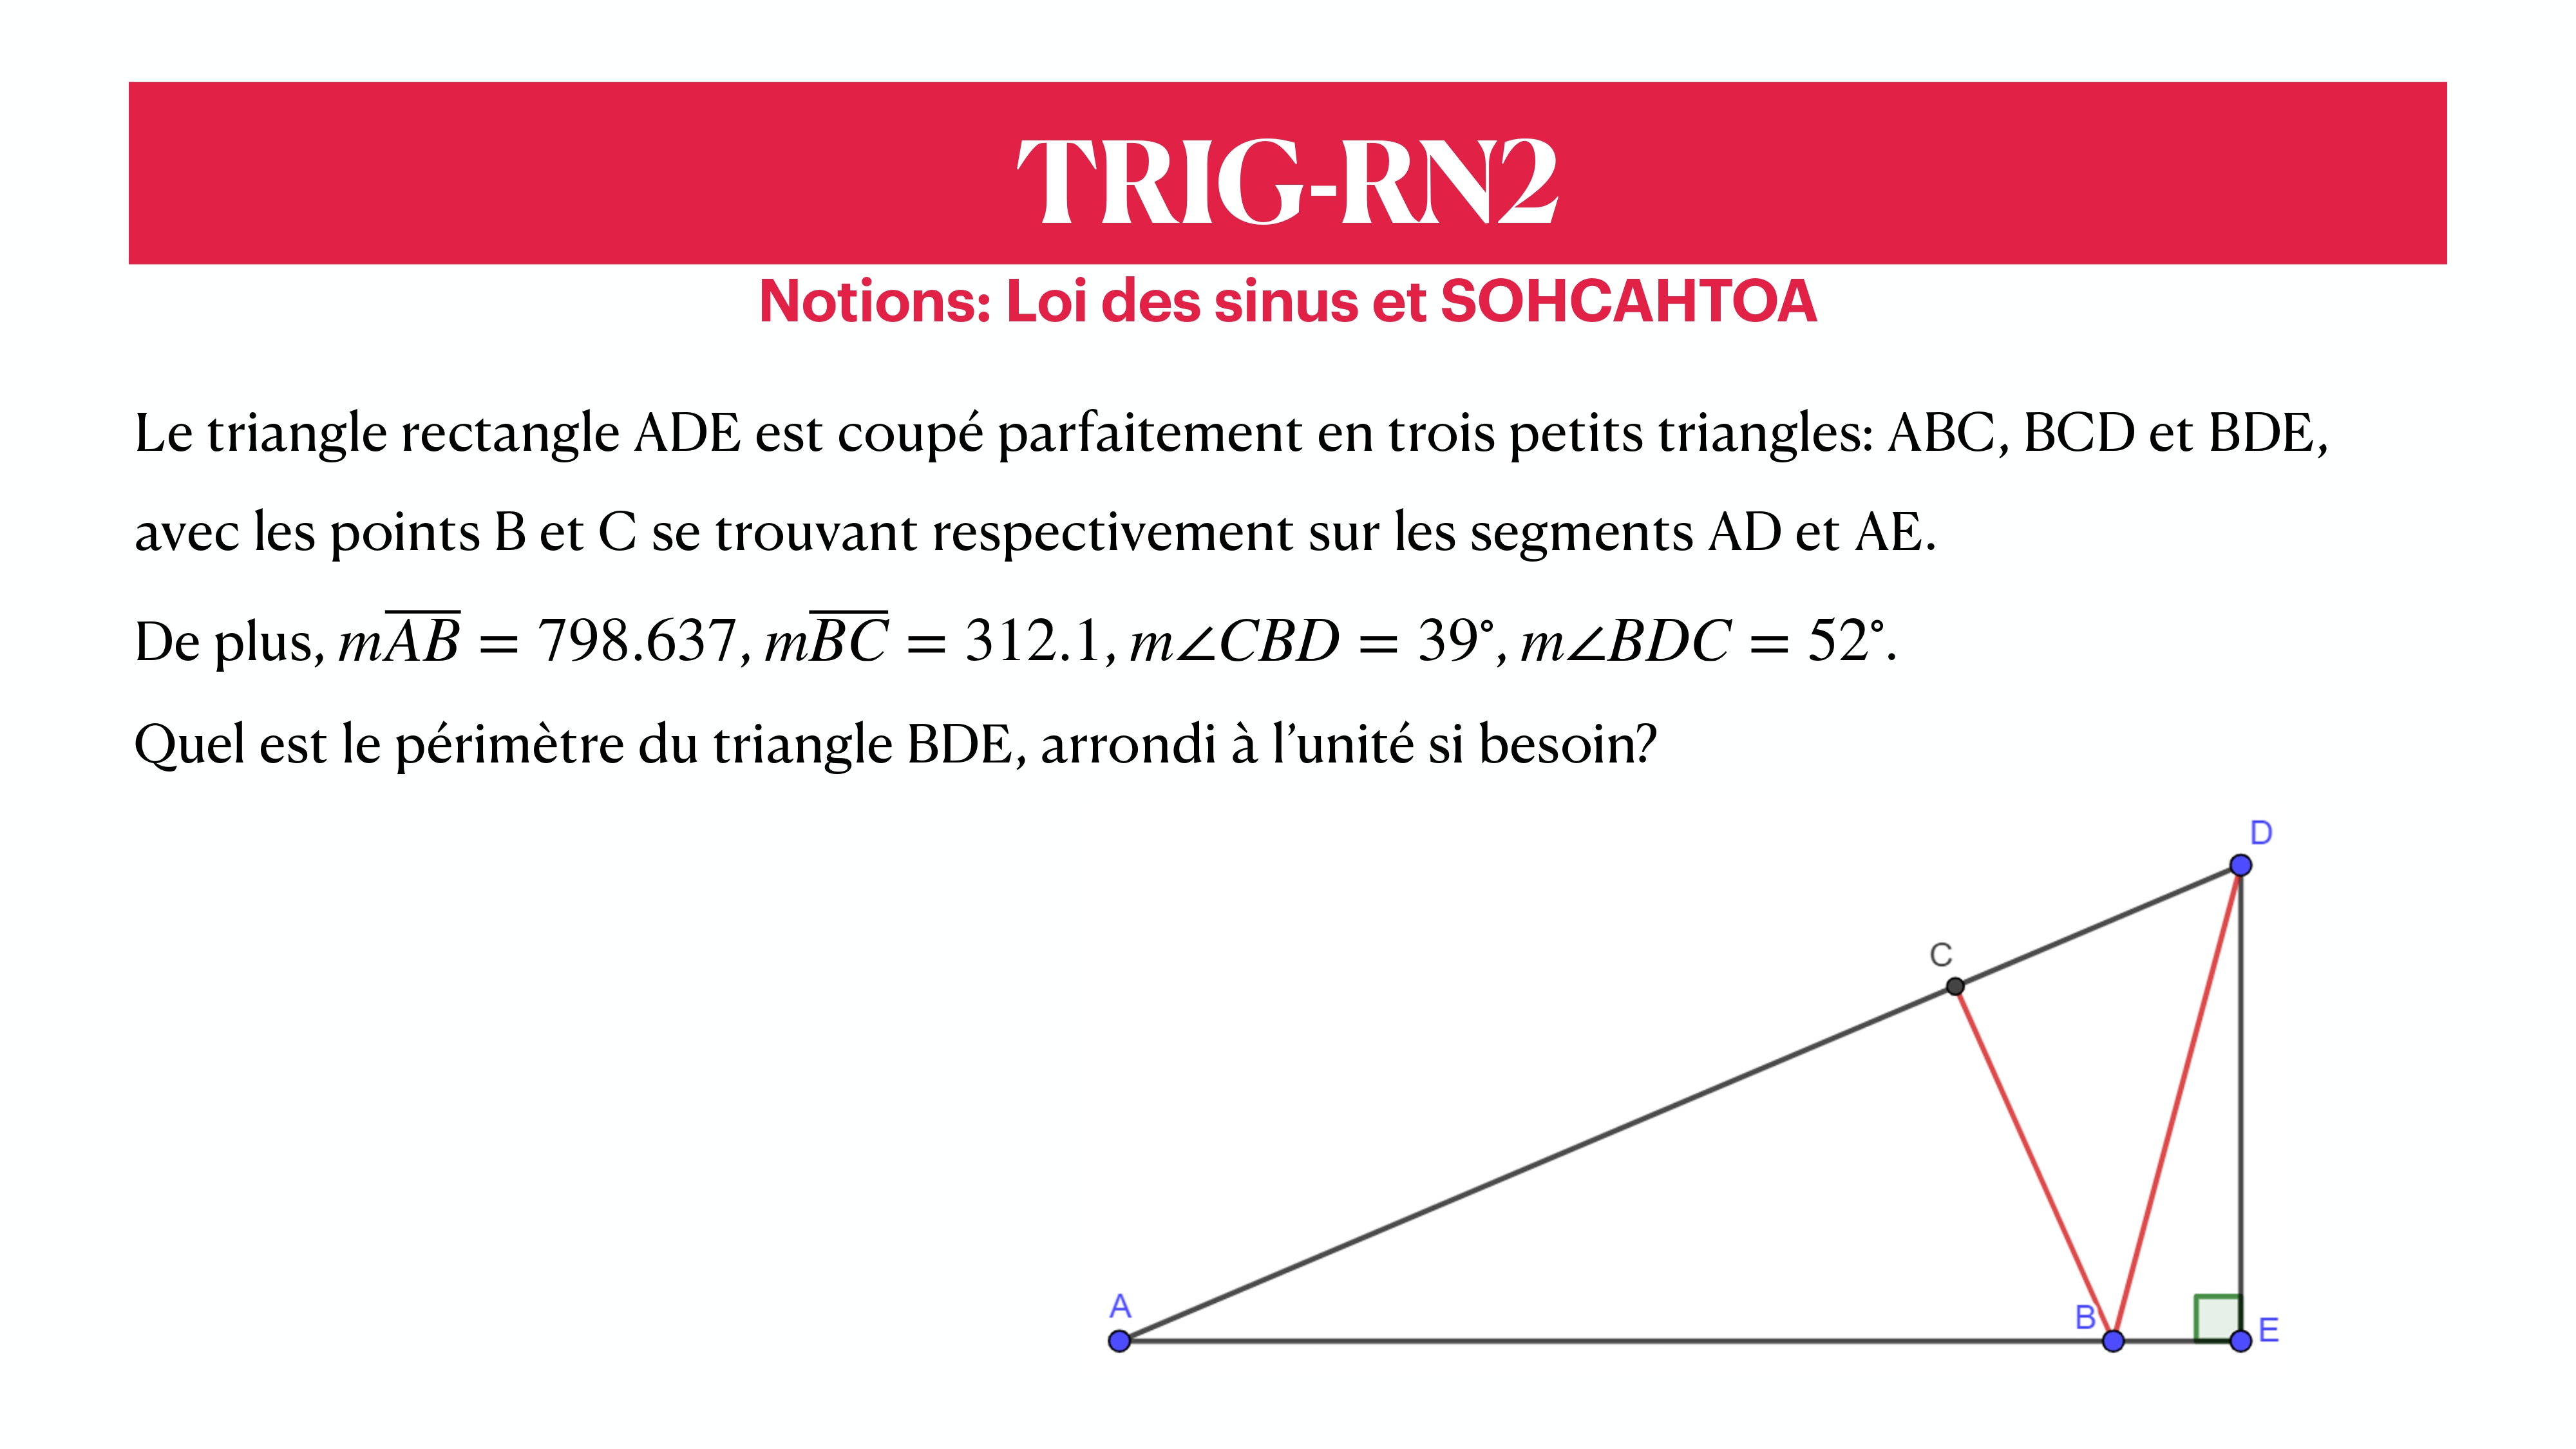 TRIG-RN2
Notions: Loi des sinus et SOHCAHTOA
Le triangle rectangle ADE est coupé parfaitement en trois petits triangles: ABC, BCD et BDE,
avec les points B et C se trouvant respectivement sur les segments AD et AE.
De plus, m\overline{AB} = 798.637, m\overline{BC} = 312.1, m∠CBD = 39°, m∠BDC = 52°.
Quel est le périmètre du triangle BDE, arrondi à l’unité si besoin?
D
C
A
B
E